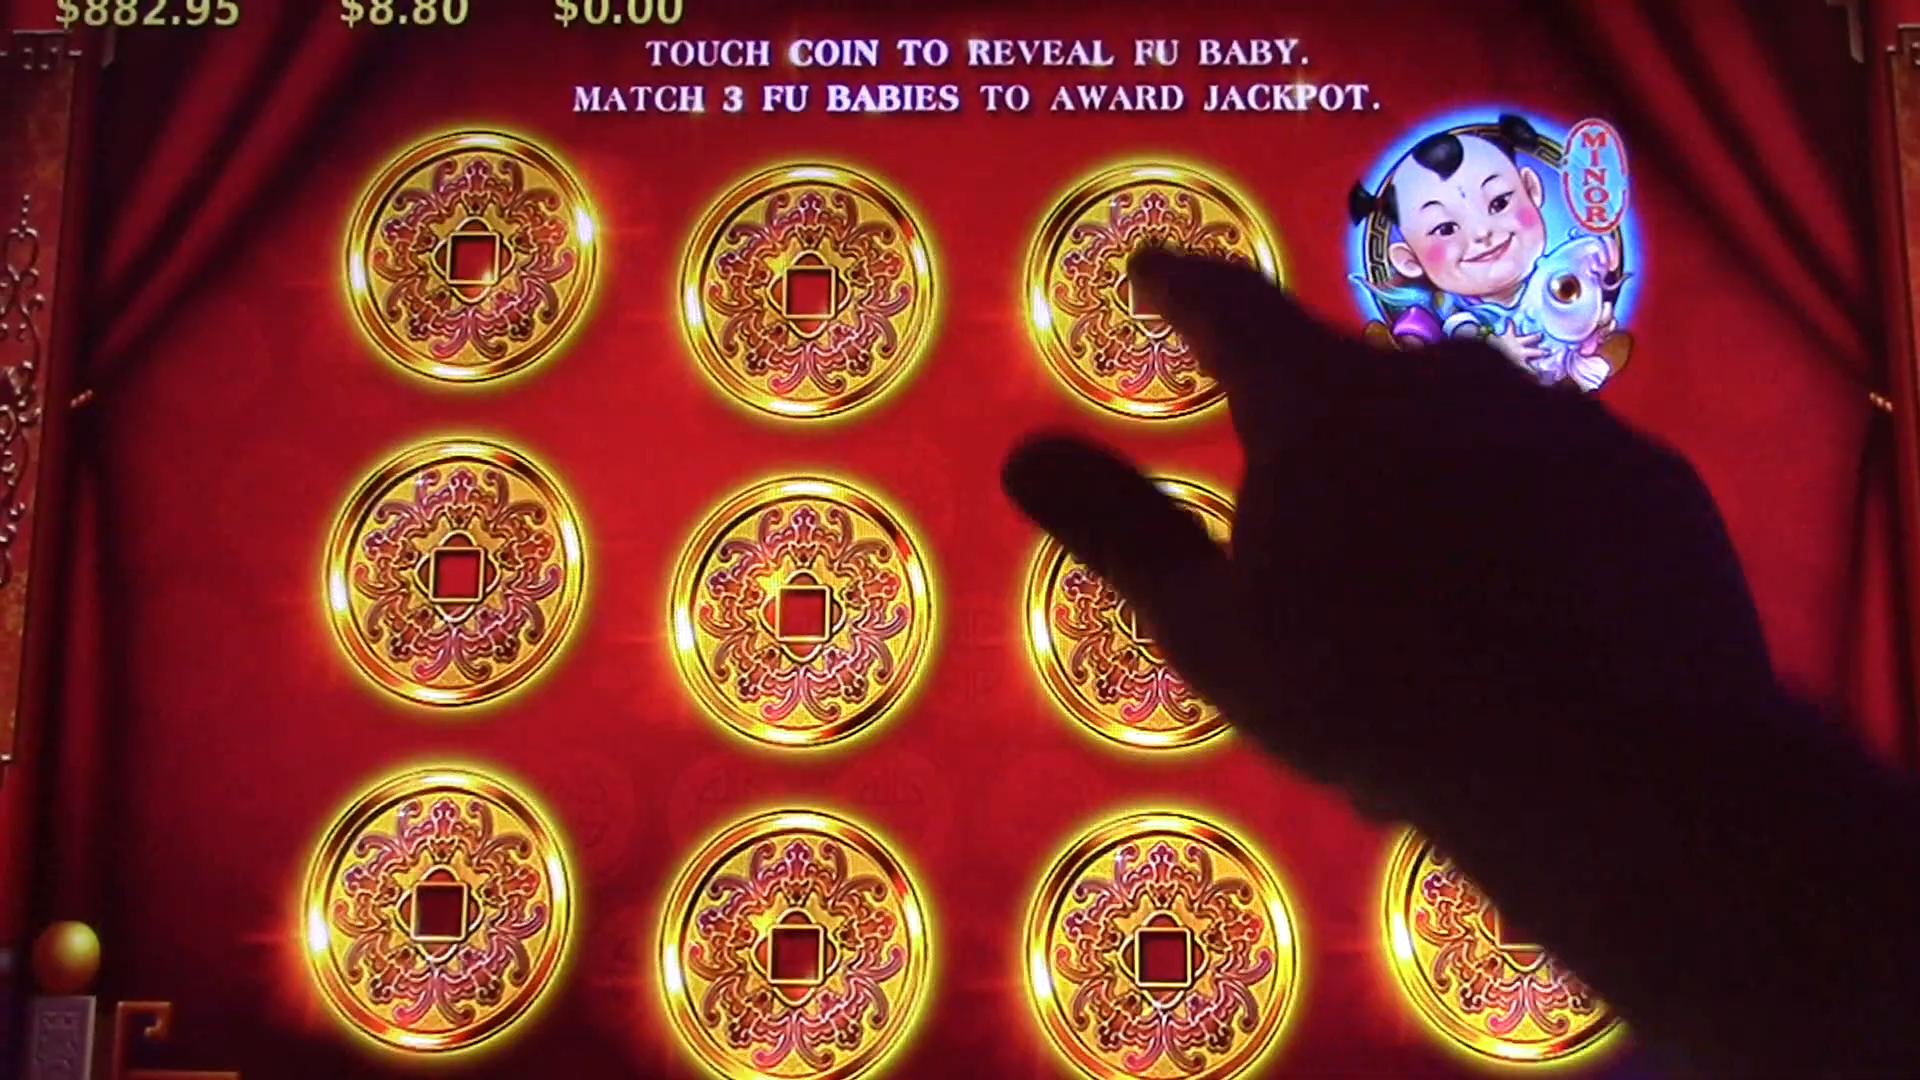 $882.95 $8.80 $0.00
TOUCH COIN TO REVEAL FU BABY.
MATCH 3 FU BABIES TO AWARD JACKPOT.
MINOR